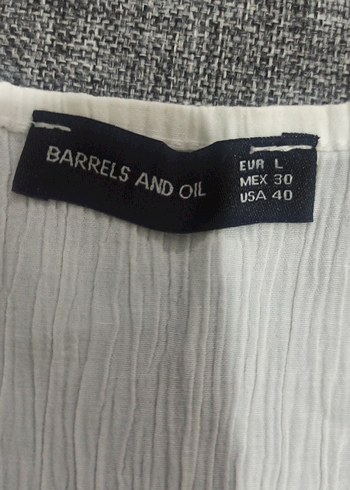 BARRELS AND OIL
EUR L
MEX 30
USA 40